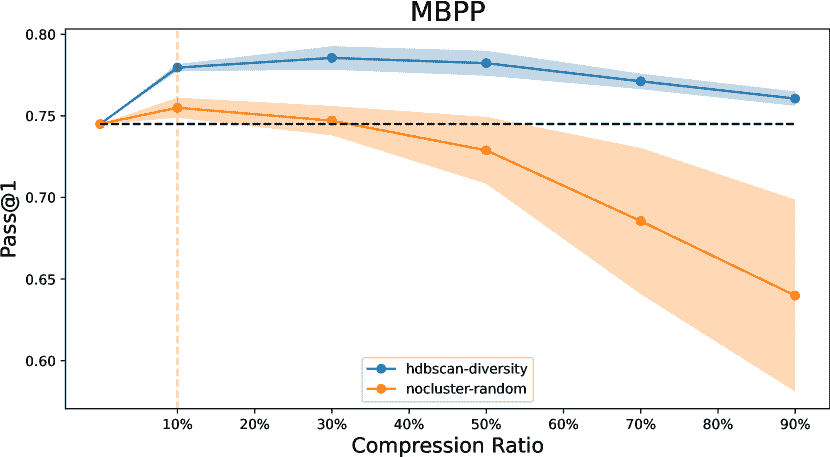 MBPP
Pass@1
0.80
0.75
0.70
0.65
0.60
hdbscan-diversity
nocluster-random
10% 20% 30% 40% 50% 60% 70% 80% 90%
Compression Ratio